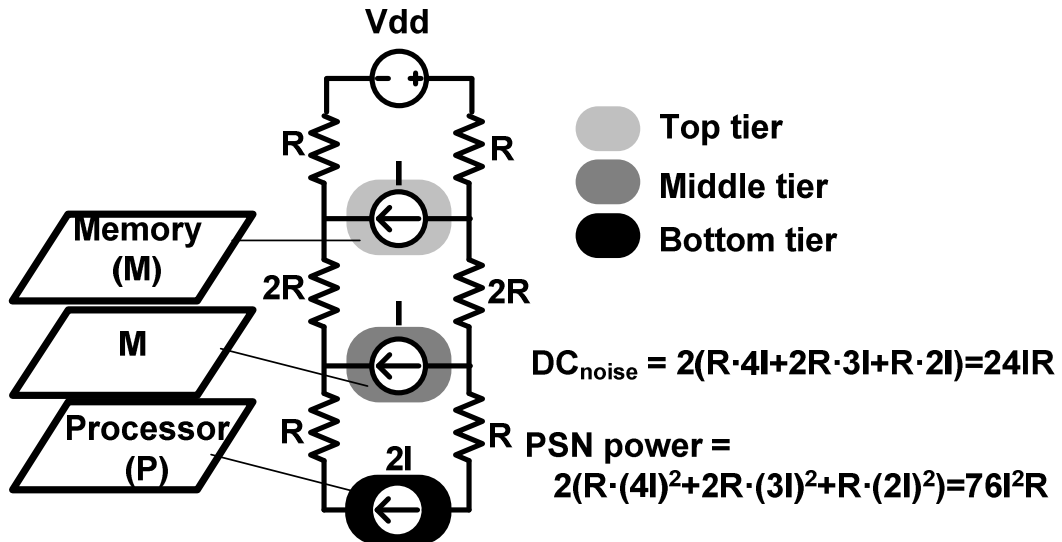 Vdd
R
R
I
Top tier
Middle tier
Bottom tier
Memory
(M)
2R
2R
I
M
DCnoise = 2(R·4I+2R·3I+R·2I)=24IR
Processor
(P)
R
R
2I
PSN power =
2(R·(4I)²+2R·(3I)²+R·(2I)²)=76I²R